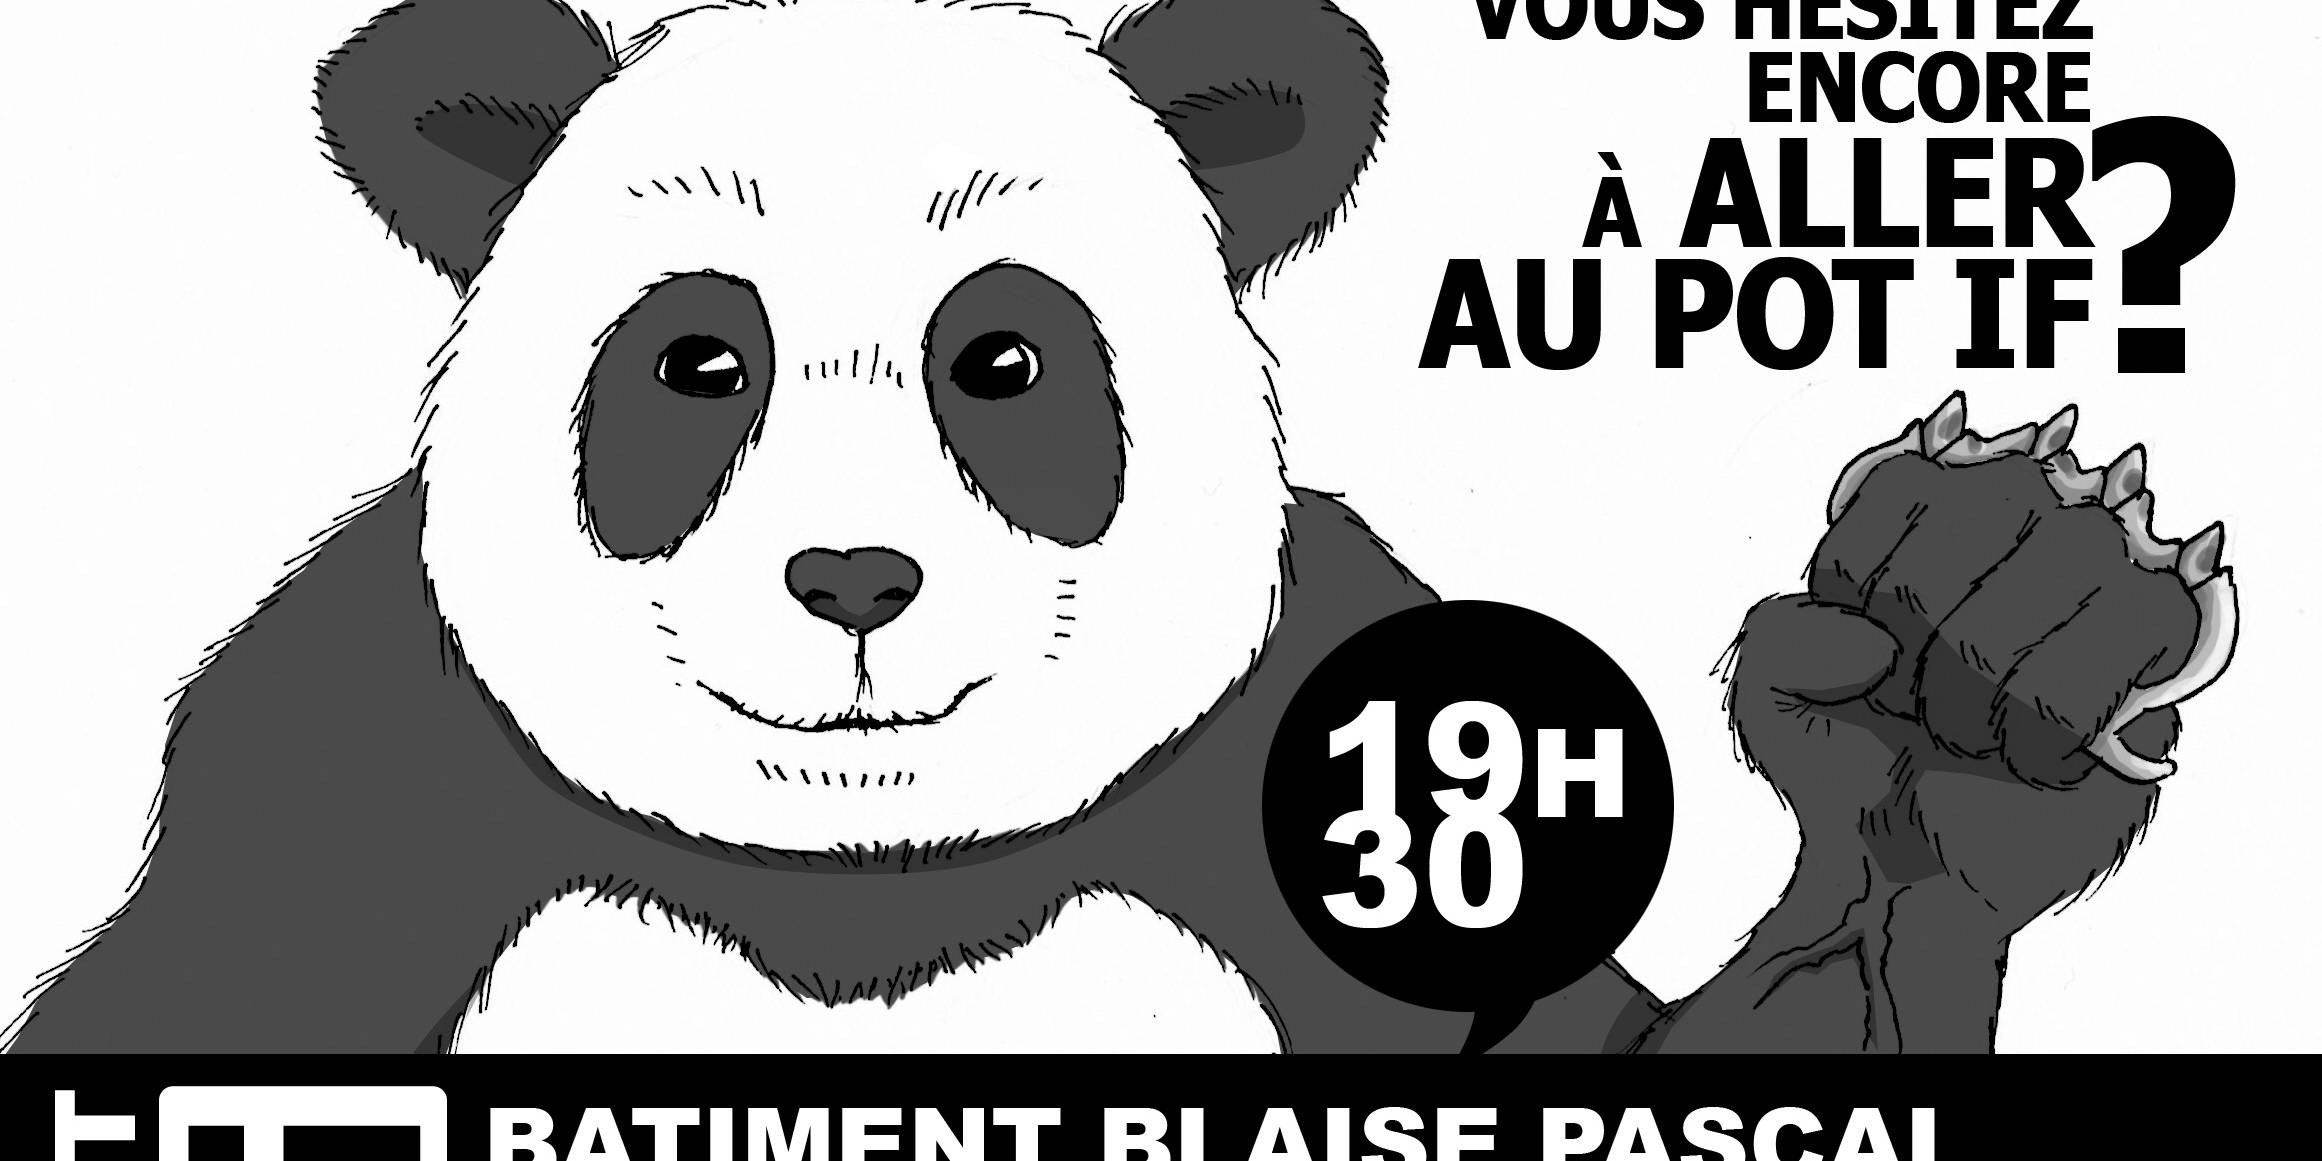 VOUS HÉSITEZ
ENCORE
À ALLER
AU POT IF?
19H
30
BATIMENT BLAISE PASCAL